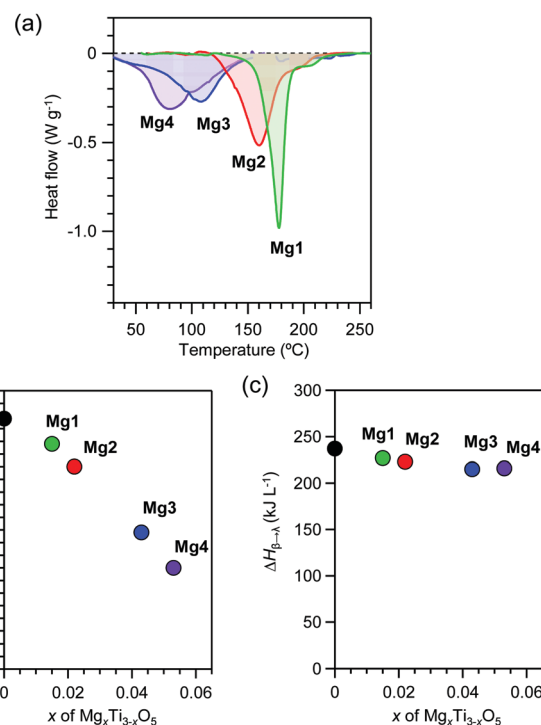 (a)
0
-0.5
-1.0
Heat flow (W g⁻¹)
Mg4
Mg3
Mg2
Mg1
50
100
150
200
250
Temperature (ºC)
Mg1
Mg2
Mg3
Mg4
0
0.02
0.04
0.06
x of MgₓTi₃₋ₓO₅
(c)
300
250
200
150
100
50
0
ΔHβ→λ (kJ L⁻¹)
Mg1
Mg2
Mg3
Mg4
0
0.02
0.04
0.06
x of MgₓTi₃₋ₓO₅